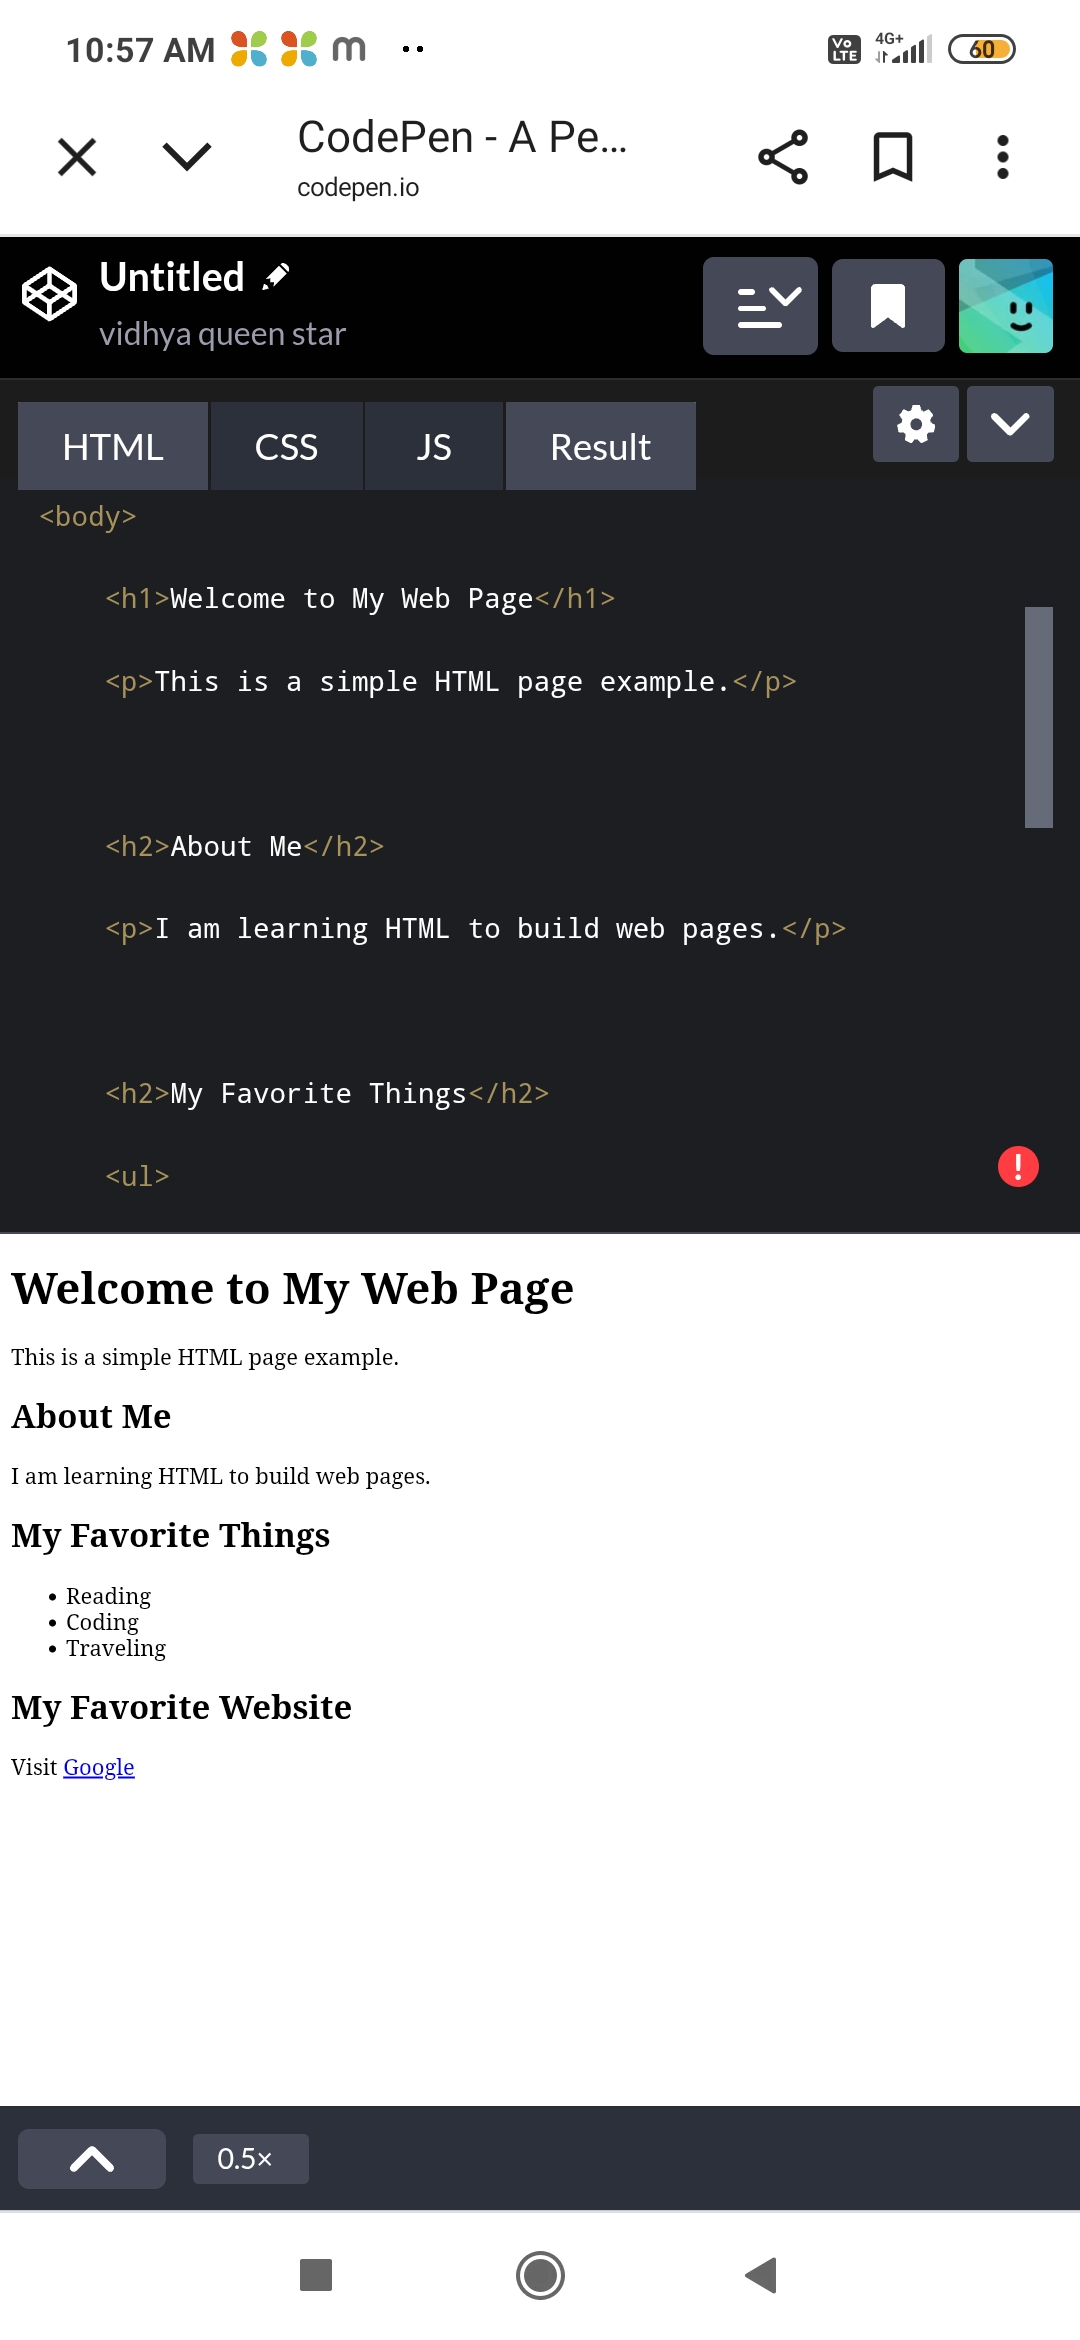 10:57 AM
m
Vo LTE
4G+
60
CodePen - A Pe...
codepen.io
Untitled
vidhya queen star
HTML
CSS
JS
Result
<body>
<h1>Welcome to My Web Page</h1>
<p>This is a simple HTML page example.</p>
<h2>About Me</h2>
<p>I am learning HTML to build web pages.</p>
<h2>My Favorite Things</h2>
<ul>
Welcome to My Web Page
This is a simple HTML page example.
About Me
I am learning HTML to build web pages.
My Favorite Things
• Reading
• Coding
• Traveling
My Favorite Website
Visit Google
0.5×